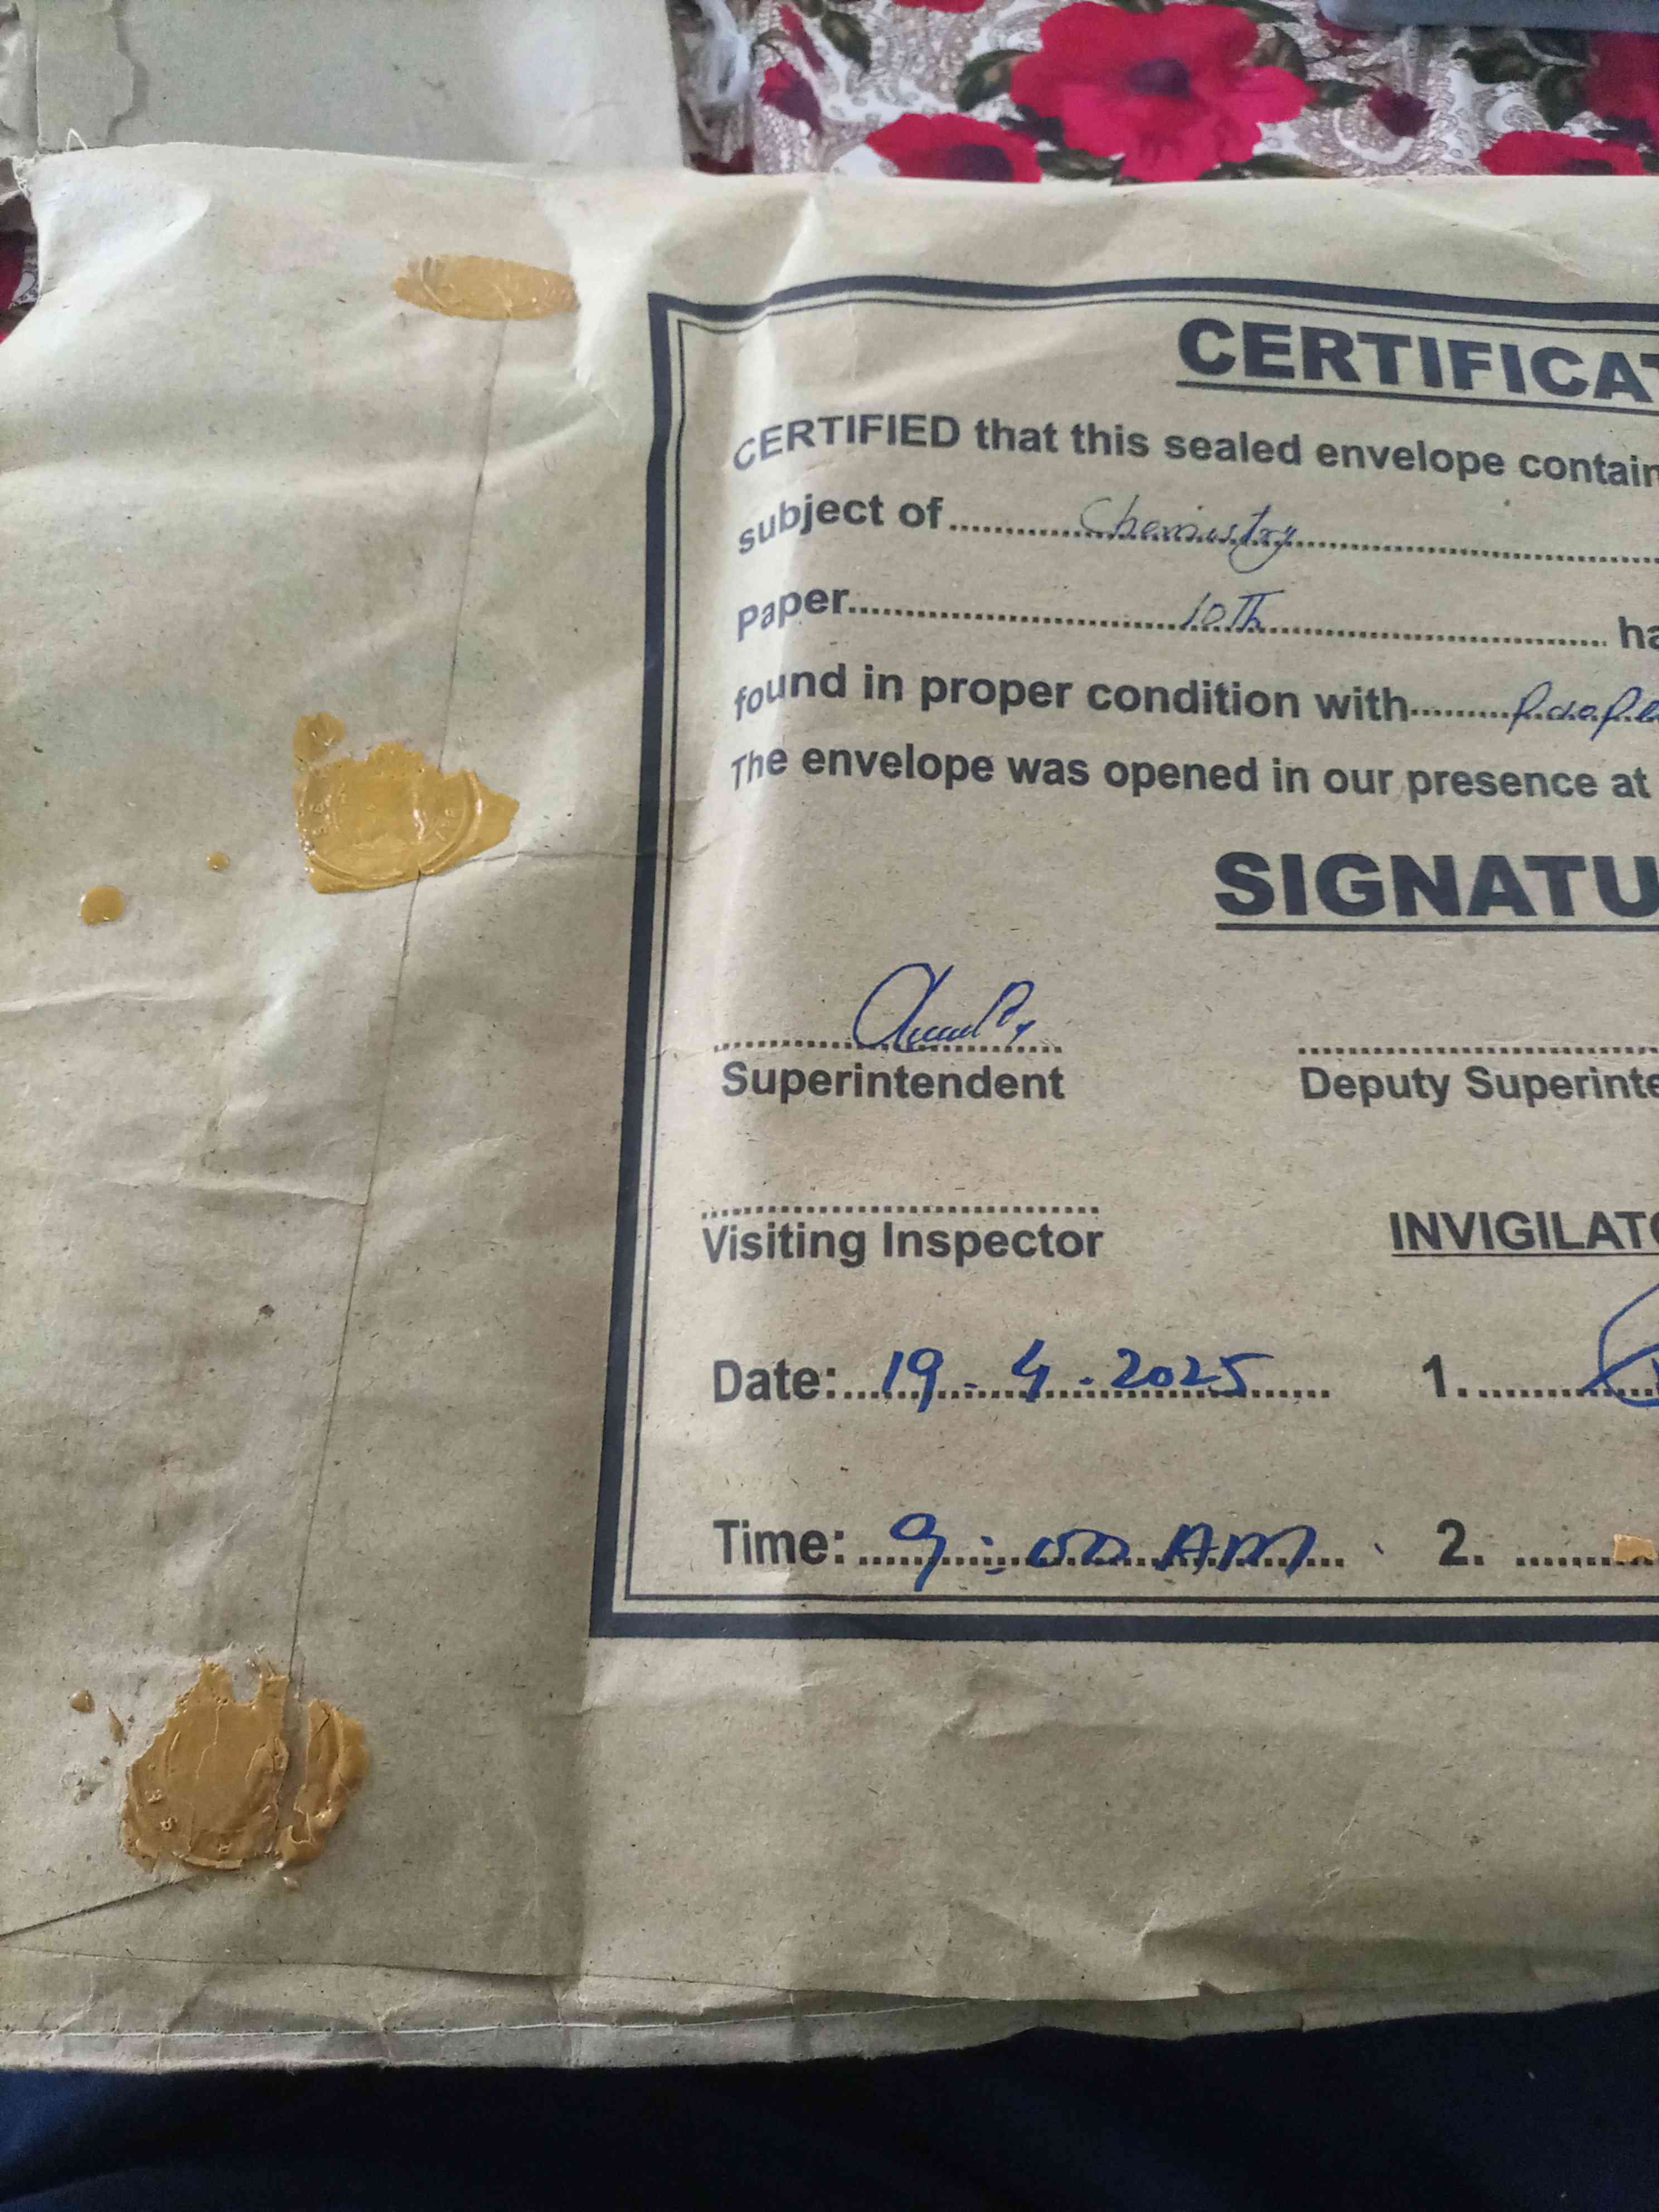 CERTIFICAT
CERTIFIED that this sealed envelope contain
subject of Chemistry
Paper 10Th ha
found in proper condition with
The envelope was opened in our presence at
SIGNATU
Superintendent Deputy Superinte
Visiting Inspector INVIGILATO
Date: 19-4-2025 1.
Time: 9:00 AM. 2.